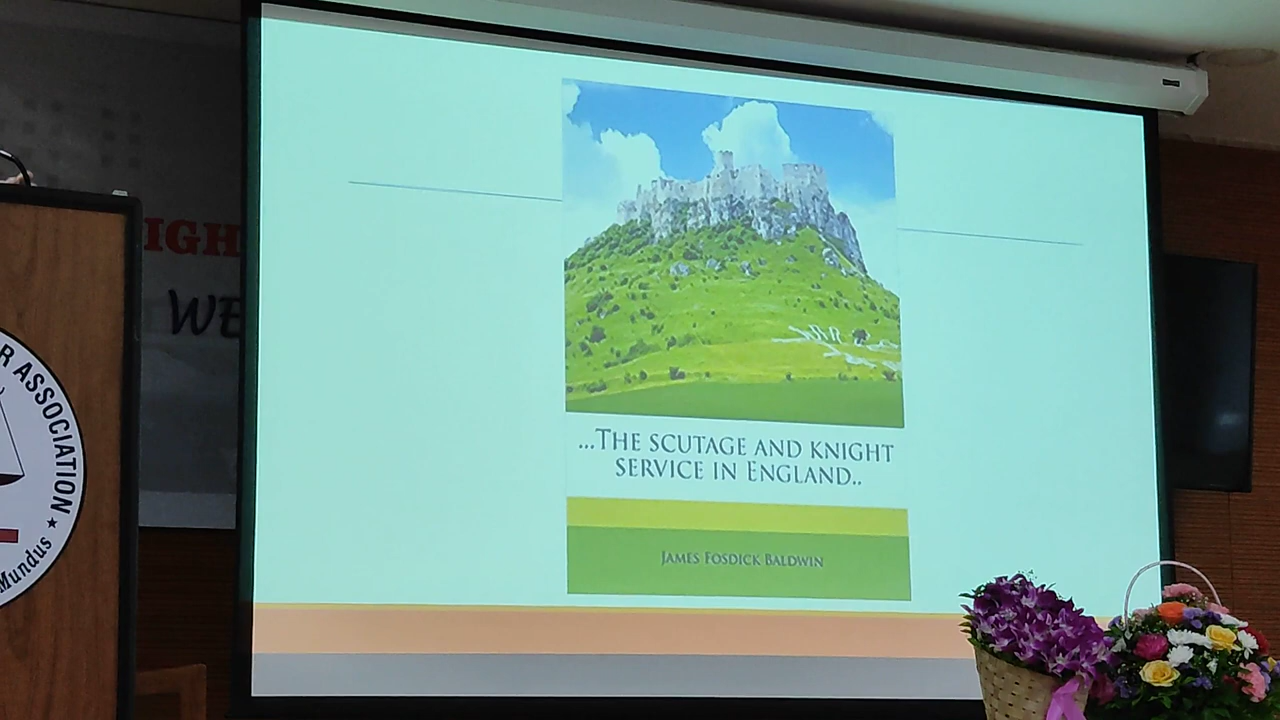 IGH
WE
R ASSOCIATION ★
Mundus
...The scutage and knight
service in England..
James Fosdick Baldwin